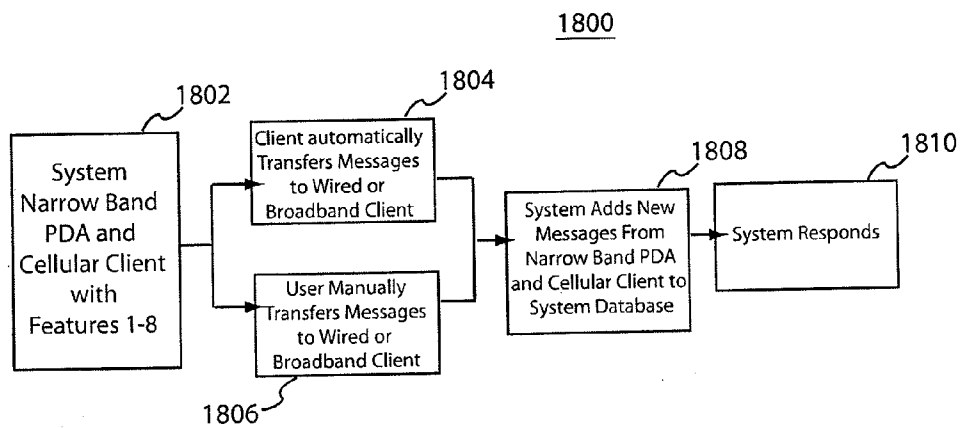 1800
1802
System
Narrow Band
PDA and
Cellular Client
with
Features 1-8
1804
Client automatically
Transfers Messages
to Wired or
Broadband Client
User Manually
Transfers Messages
to Wired or
Broadband Client
1806
1808
System Adds New
Messages From
Narrow Band PDA
and Cellular Client to
System Database
1810
System Responds